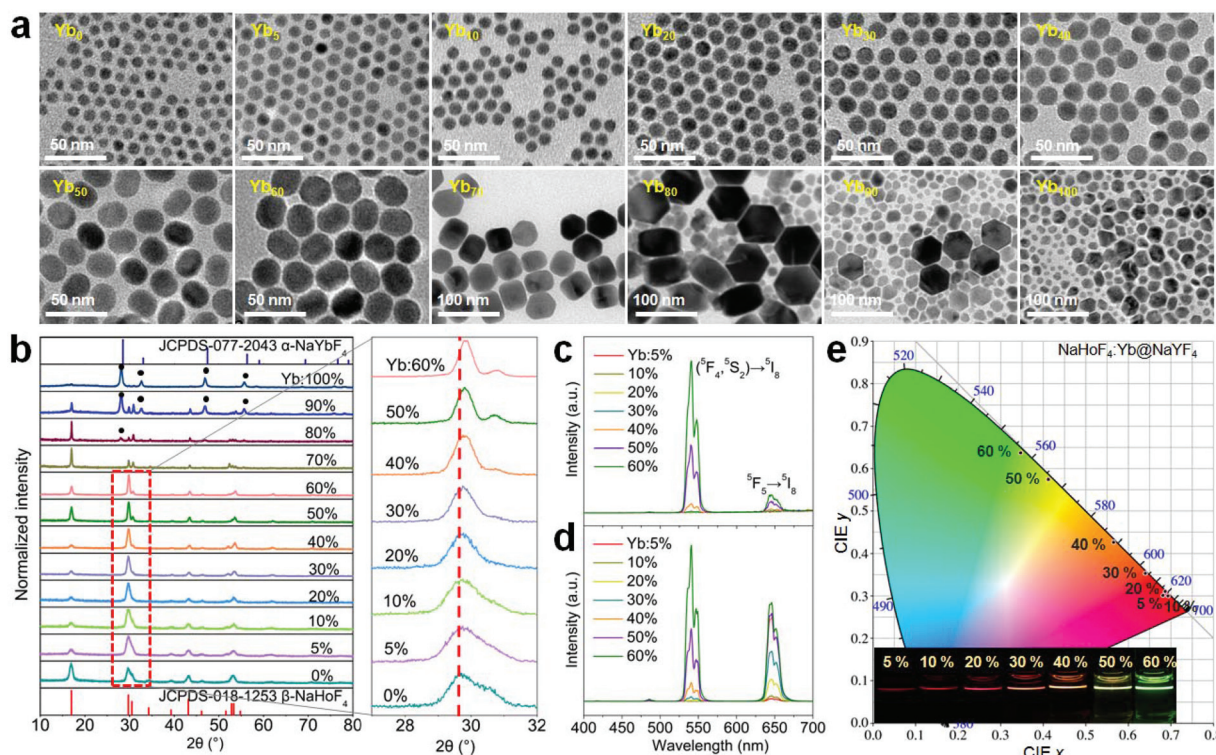 a
Yb0
Yb5
Yb10
Yb20
Yb30
Yb40
50 nm
50 nm
50 nm
50 nm
50 nm
50 nm
Yb50
Yb60
Yb70
Yb80
Yb90
Yb100
50 nm
50 nm
100 nm
100 nm
100 nm
100 nm
b
JCPDS-077-2043 α-NaYbF4
Yb:100%
90%
80%
70%
60%
50%
40%
30%
20%
10%
5%
0%
JCPDS-018-1253 β-NaHoF4
Normalized intensity
10 20 30 40 50 60 70 80
2θ (°)
Yb:60%
50%
40%
30%
20%
10%
5%
0%
28 30 32
2θ (°)
c
Yb:5%
10%
20%
30%
40%
50%
60%
(5F4,5S2)→5I8
5F5→5I8
Intensity (a.u.)
d
Yb:5%
10%
20%
30%
40%
50%
60%
Intensity (a.u.)
400 450 500 550 600 650 700
Wavelength (nm)
e
NaHoF4:Yb@NaYF4
0.9
0.8
0.7
0.6
0.5
0.4
0.3
0.2
0.1
0.0
CIE y
520
540
560
580
600
620
700
500
490
60 %
50 %
40 %
30 %
20 %
5 %
5 % 10 % 20 % 30 % 40 % 50 % 60 %
0.0 0.1 0.2 0.3 0.4 0.5 0.6 0.7 0.8
CIE x